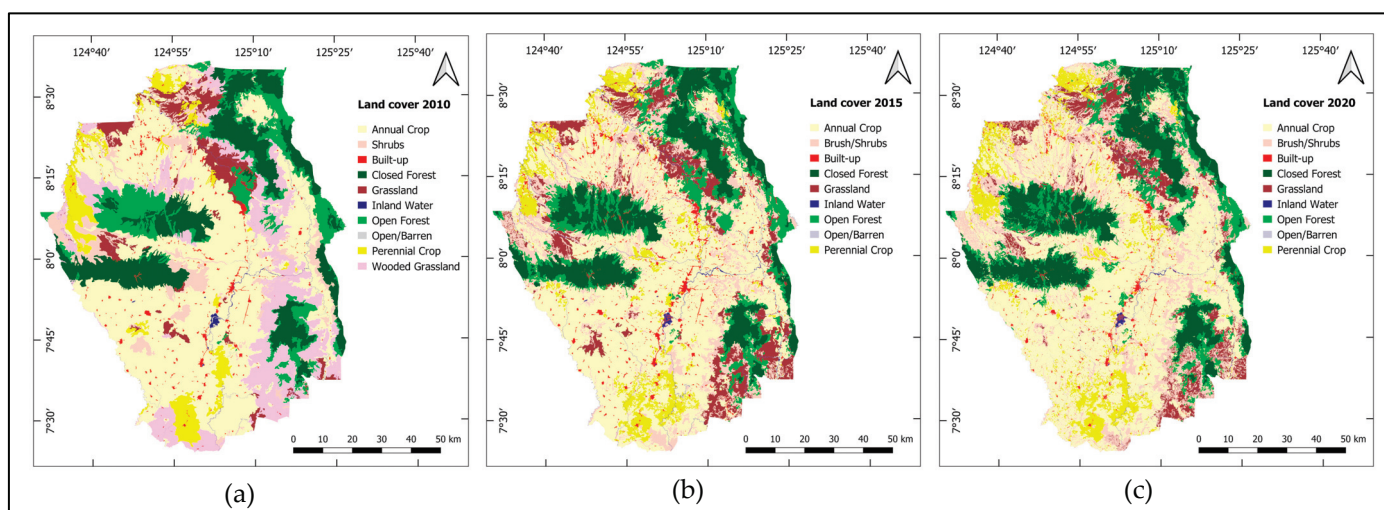 124°40′ 124°55′ 125°10′ 125°25′
8°30′
8°15′
8°0′
7°45′
7°30′
Land cover 2010
Annual Crop
Shrubs
Built-up
Closed Forest
Grassland
Inland Water
Open Forest
Open/Barren
Perennial Crop
Wooded Grassland
0 10 20 30 40 50 km
(a)
124°40′ 124°55′ 125°10′ 125°25′
8°30′
8°15′
8°0′
7°45′
7°30′
Land cover 2015
Annual Crop
Brush/Shrubs
Built-up
Closed Forest
Grassland
Inland Water
Open Forest
Open/Barren
Perennial Crop
0 10 20 30 40 50 km
(b)
124°40′ 124°55′ 125°10′ 125°25′
8°30′
8°15′
8°0′
7°45′
7°30′
Land cover 2020
Annual Crop
Brush/Shrubs
Built-up
Closed Forest
Grassland
Inland Water
Open Forest
Open/Barren
Perennial Crop
0 10 20 30 40 50 km
(c)